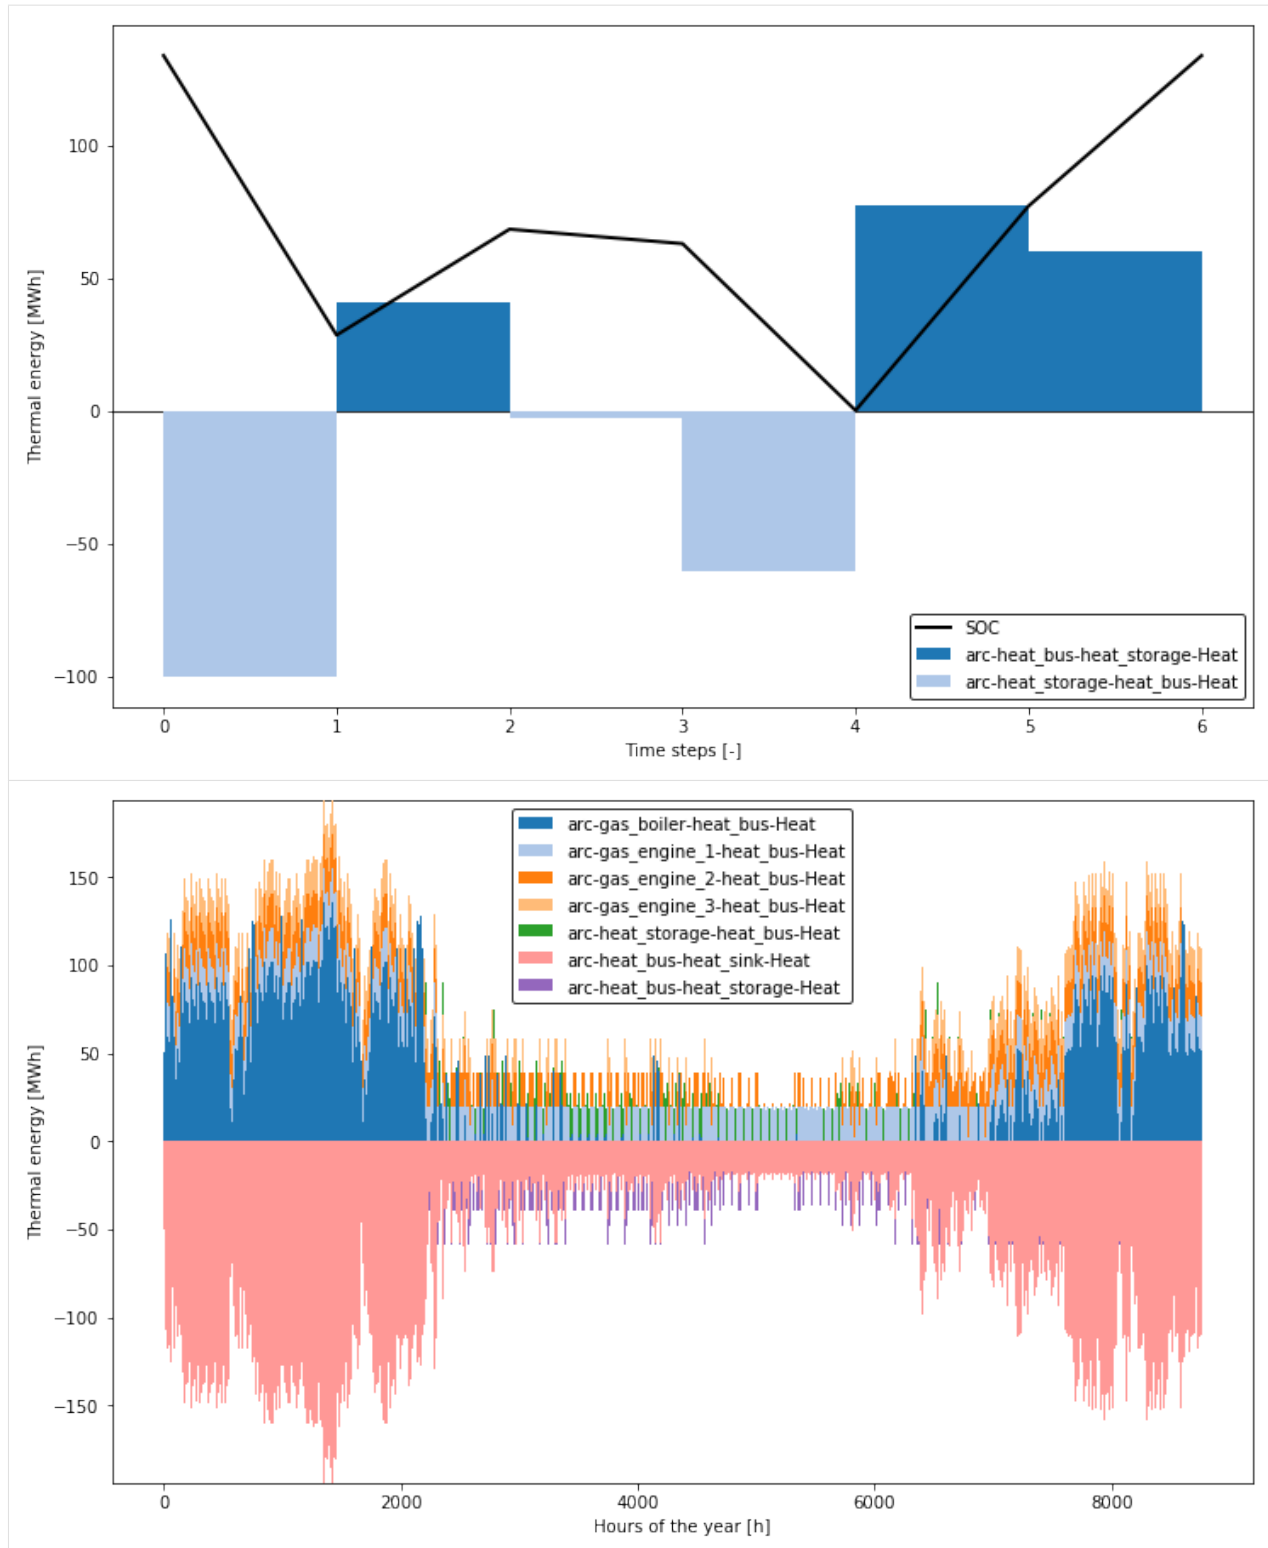 100
50
0
−50
−100
Thermal energy [MWh]
SOC
arc-heat_bus-heat_storage-Heat
arc-heat_storage-heat_bus-Heat
0 1 2 3 4 5 6
Time steps [-]
150
100
50
0
−50
−100
−150
Thermal energy [MWh]
arc-gas_boiler-heat_bus-Heat
arc-gas_engine_1-heat_bus-Heat
arc-gas_engine_2-heat_bus-Heat
arc-gas_engine_3-heat_bus-Heat
arc-heat_storage-heat_bus-Heat
arc-heat_bus-heat_sink-Heat
arc-heat_bus-heat_storage-Heat
0 2000 4000 6000 8000
Hours of the year [h]